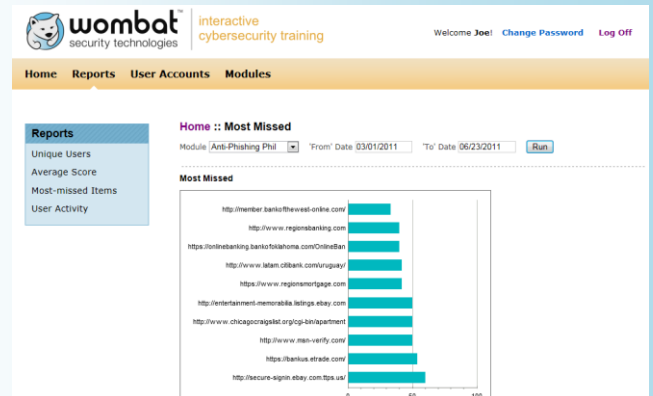 wombat
security technologies
interactive
cybersecurity training
Welcome Joe! Change Password Log Off
Home Reports User Accounts Modules
Reports
Unique Users
Average Score
Most-missed Items
User Activity
Home :: Most Missed
Module Anti-Phishing Phil 'From' Date 03/01/2011 'To' Date 06/23/2011 Run
Most Missed
http://member.bankofthewest-online.com/
http://www.regionsbanking.com
https://onlinebanking.bankofoklahoma.com/OnlineBan
http://www.latam.citibank.com/uruguay/
https://www.regionsmortgage.com
http://entertainment-memorabilia.listings.ebay.com
http://www.chicagocraigslist.org/cgi-bin/apartment
http://www.msn-verify.com/
https://bankus.etrade.com/
http://secure-signin.ebay.com.ttps.us/
0 50 100